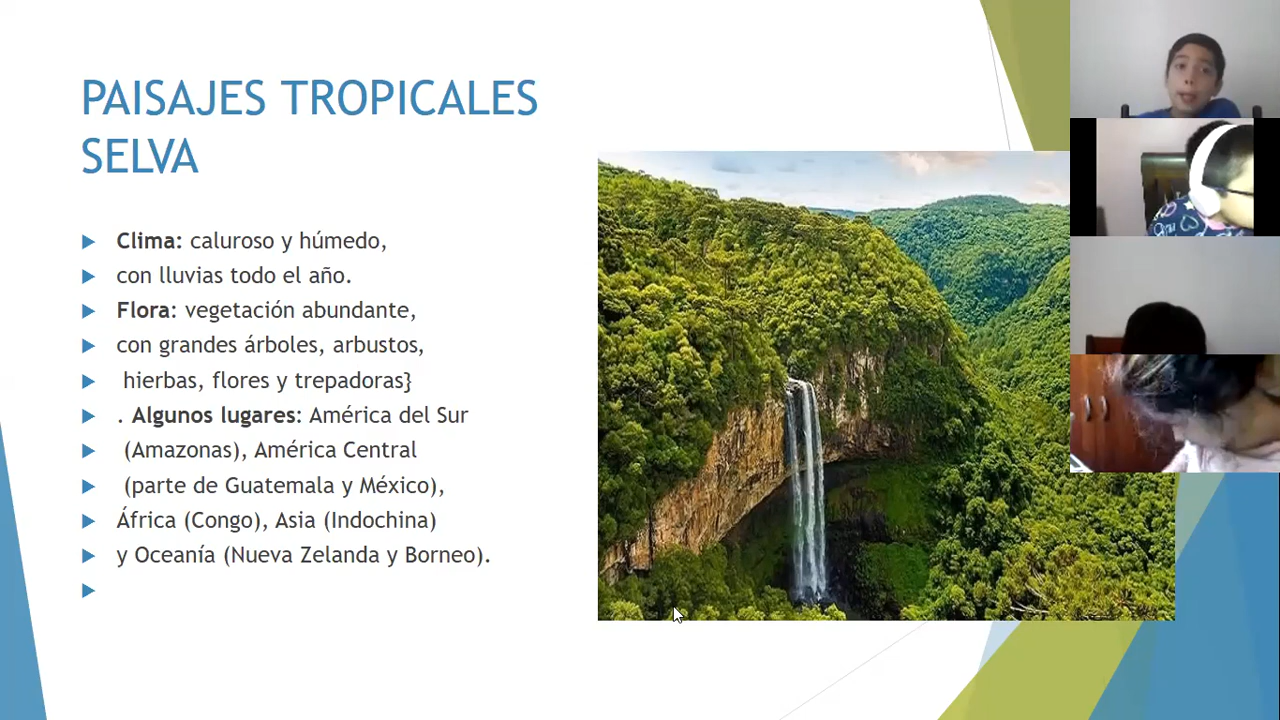 PAISAJES TROPICALES
SELVA
Clima: caluroso y húmedo,
con lluvias todo el año.
Flora: vegetación abundante,
con grandes árboles, arbustos,
hierbas, flores y trepadoras}
. Algunos lugares: América del Sur
(Amazonas), América Central
(parte de Guatemala y México),
África (Congo), Asia (Indochina)
y Oceanía (Nueva Zelanda y Borneo).